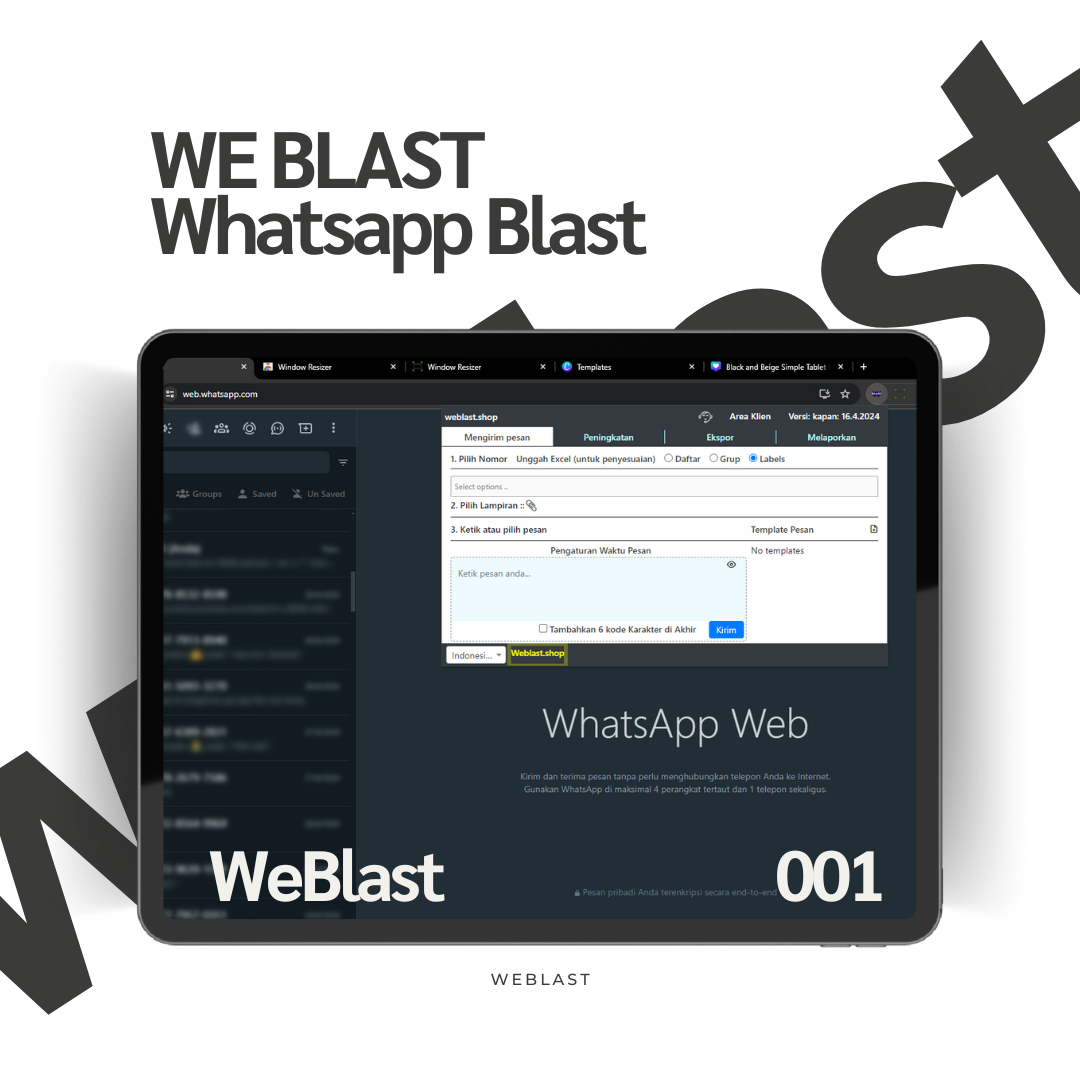 WE BLAST
Whatsapp Blast
Window Resizer
Window Resizer
Templates
Black and Beige Simple Tablet
web.whatsapp.com
weblast.shop
Area Klien
Versi: kapan: 16.4.2024
Mengirim pesan
Peningkatan
Ekspor
Melaporkan
1. Pilih Nomor Unggah Excel (untuk penyesuaian) Daftar Grup Labels
Select options ..
2. Pilih Lampiran ::
3. Ketik atau pilih pesan
Template Pesan
Pengaturan Waktu Pesan
No templates
Ketik pesan anda...
Tambahkan 6 kode Karakter di Akhir
Kirim
Indonesi...
Weblast.shop
Groups
Saved
Un Saved
WhatsApp Web
Kirim dan terima pesan tanpa perlu menghubungkan telepon Anda ke Internet.
Gunakan WhatsApp di maksimal 4 perangkat tertaut dan 1 telepon sekaligus.
Pesan pribadi Anda terenkripsi secara end-to-end
WeBlast
001
WEBLAST